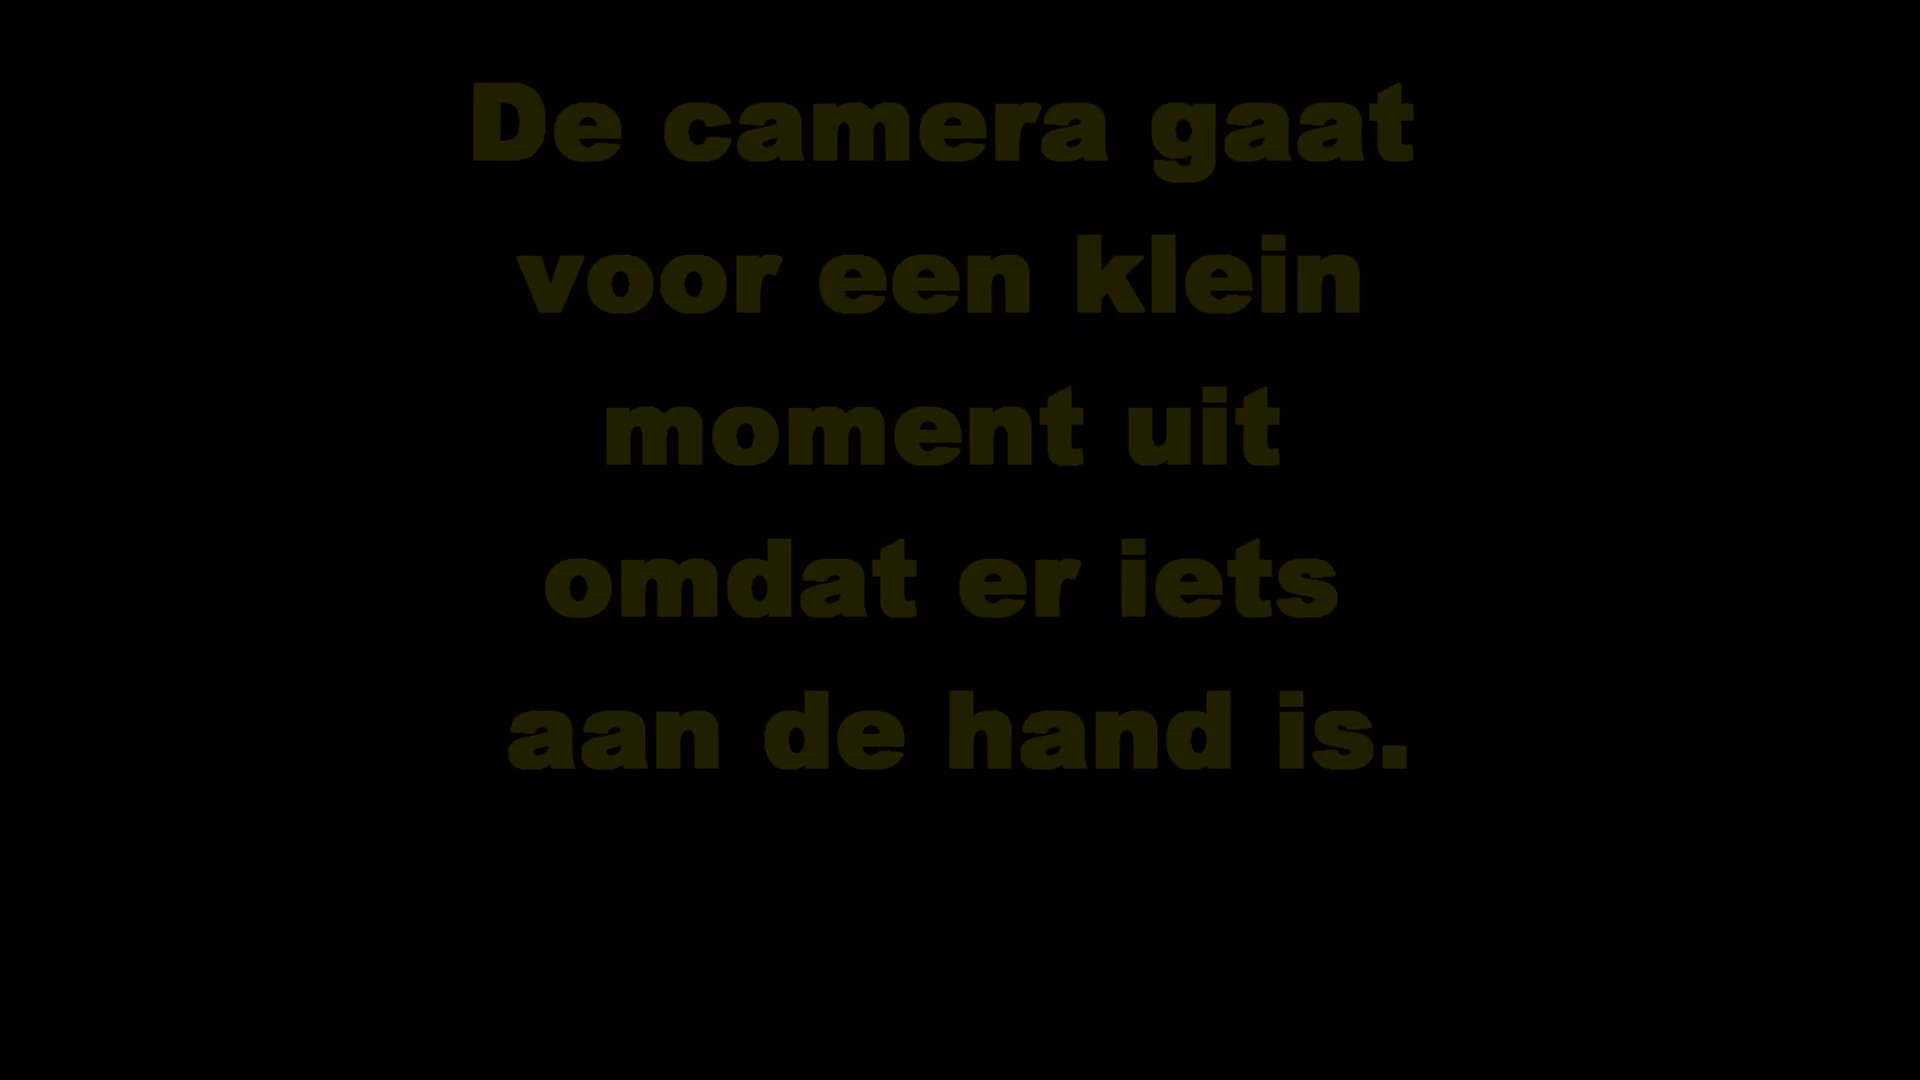 De camera gaat
voor een klein
moment uit
omdat er iets
aan de hand is.